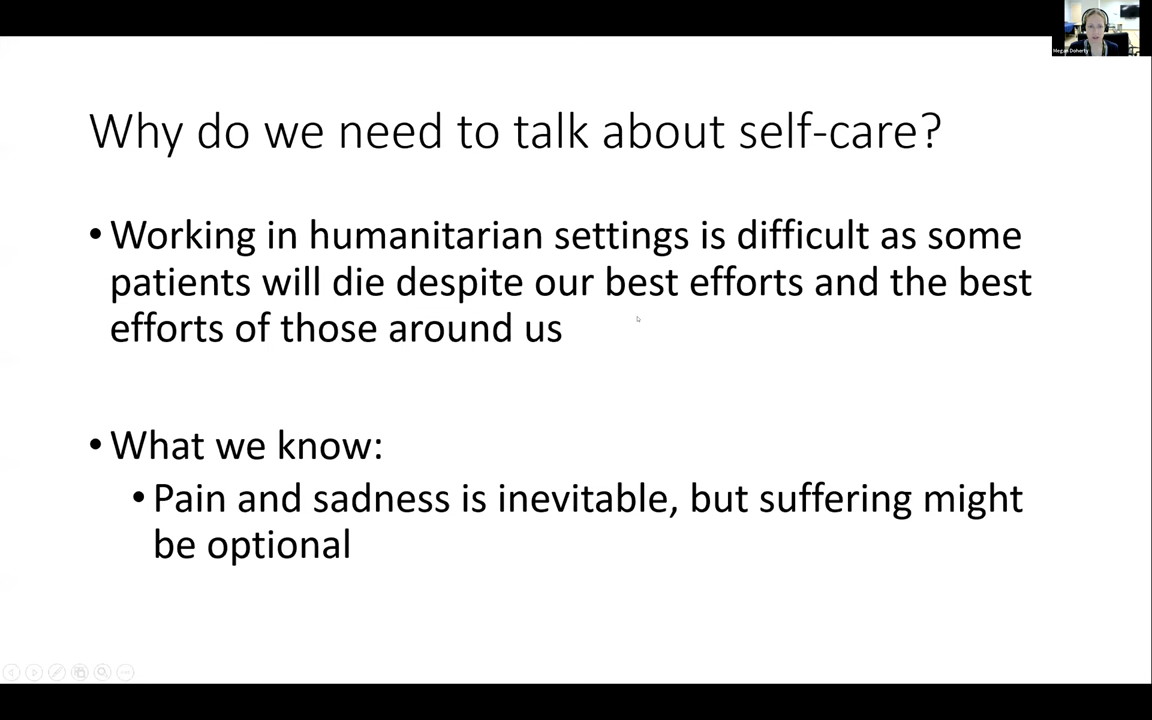 Megan Doherty
Why do we need to talk about self-care?
• Working in humanitarian settings is difficult as some
patients will die despite our best efforts and the best
efforts of those around us
• What we know:
• Pain and sadness is inevitable, but suffering might
be optional